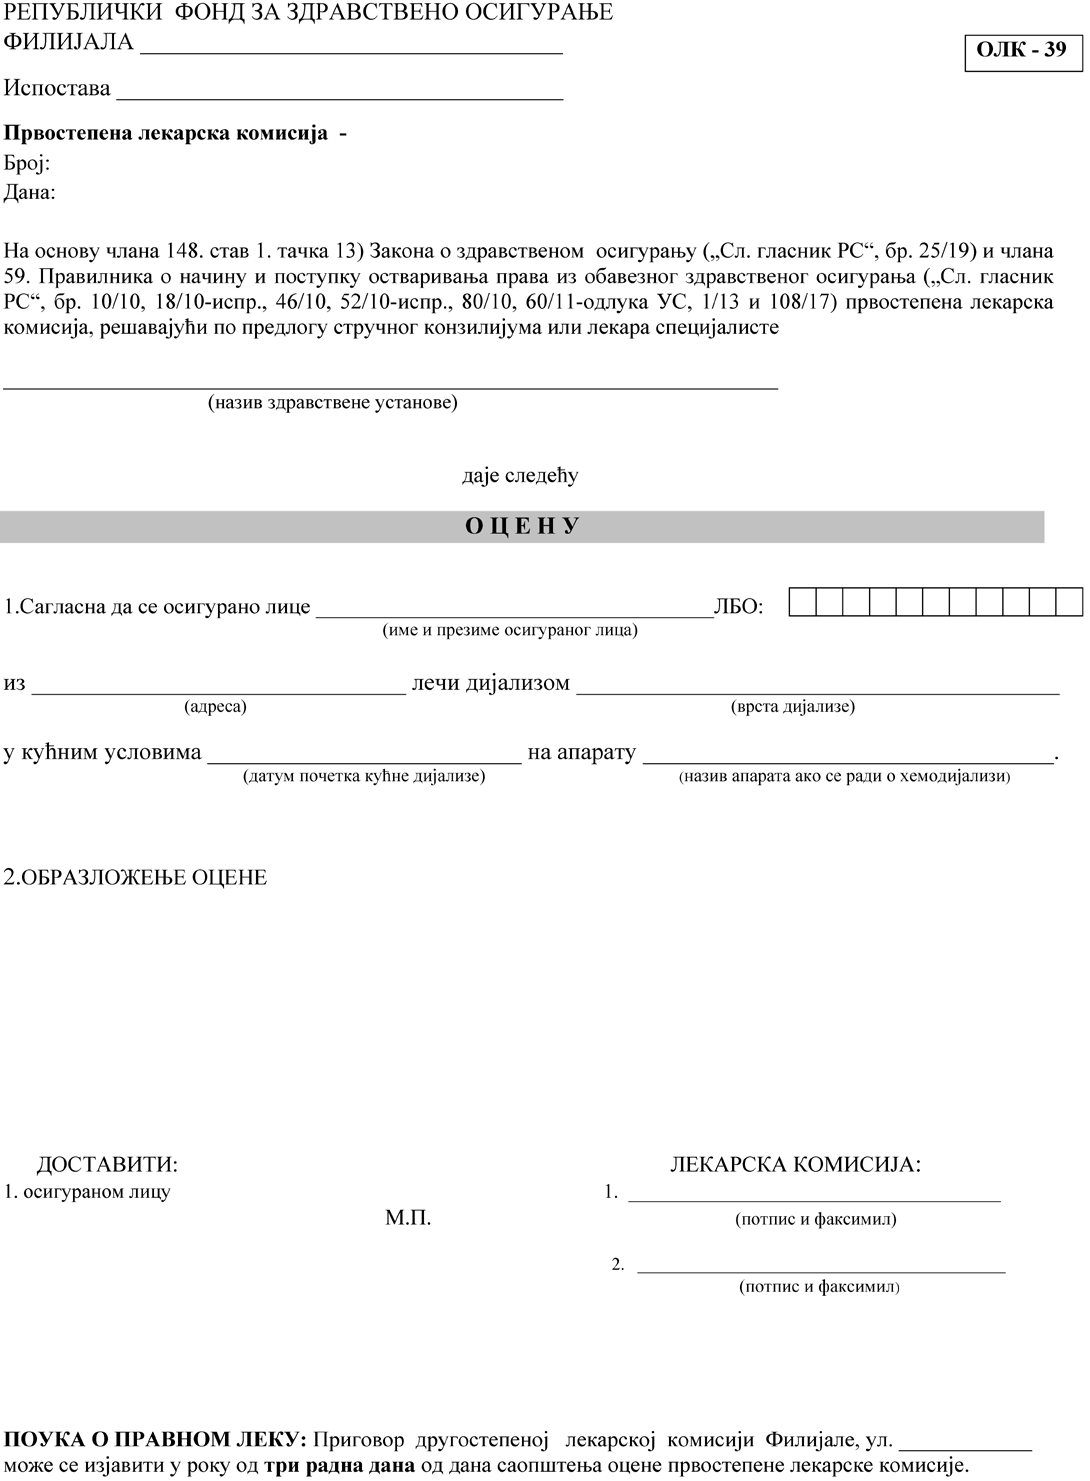 РЕПУБЛИЧКИ ФОНД ЗА ЗДРАВСТВЕНО ОСИГУРАЊЕ
ФИЛИЈАЛА
ОЛК - 39
Испостава
Првостепена лекарска комисија -
Број:
Дана:
На основу члана 148. став 1. тачка 13) Закона о здравственом осигурању („Сл. гласник РС“, бр. 25/19) и члана
59. Правилника о начину и поступку остваривања права из обавезног здравственог осигурања („Сл. гласник
РС“, бр. 10/10, 18/10-испр., 46/10, 52/10-испр., 80/10, 60/11-одлука УС, 1/13 и 108/17) првостепена лекарска
комисија, решавајући по предлогу стручног конзилијума или лекара специјалисте
(назив здравствене установе)
даје следећу
О Ц Е Н У
1.Сагласна да се осигурано лице ЛБО:
(име и презиме осигураног лица)
из лечи дијализом
(адреса) (врста дијализе)
у кућним условима на апарату .
(датум почетка кућне дијализе) (назив апарата ако се ради о хемодијализи)
2.ОБРАЗЛОЖЕЊЕ ОЦЕНЕ
ДОСТАВИТИ: ЛЕКАРСКА КОМИСИЈА:
1. осигураном лицу 1.
М.П. (потпис и факсимил)
2.
(потпис и факсимил)
ПОУКА О ПРАВНОМ ЛЕКУ: Приговор другостепеној лекарској комисији Филијале, ул.
може се изјавити у року од три радна дана од дана саопштења оцене првостепене лекарске комисије.